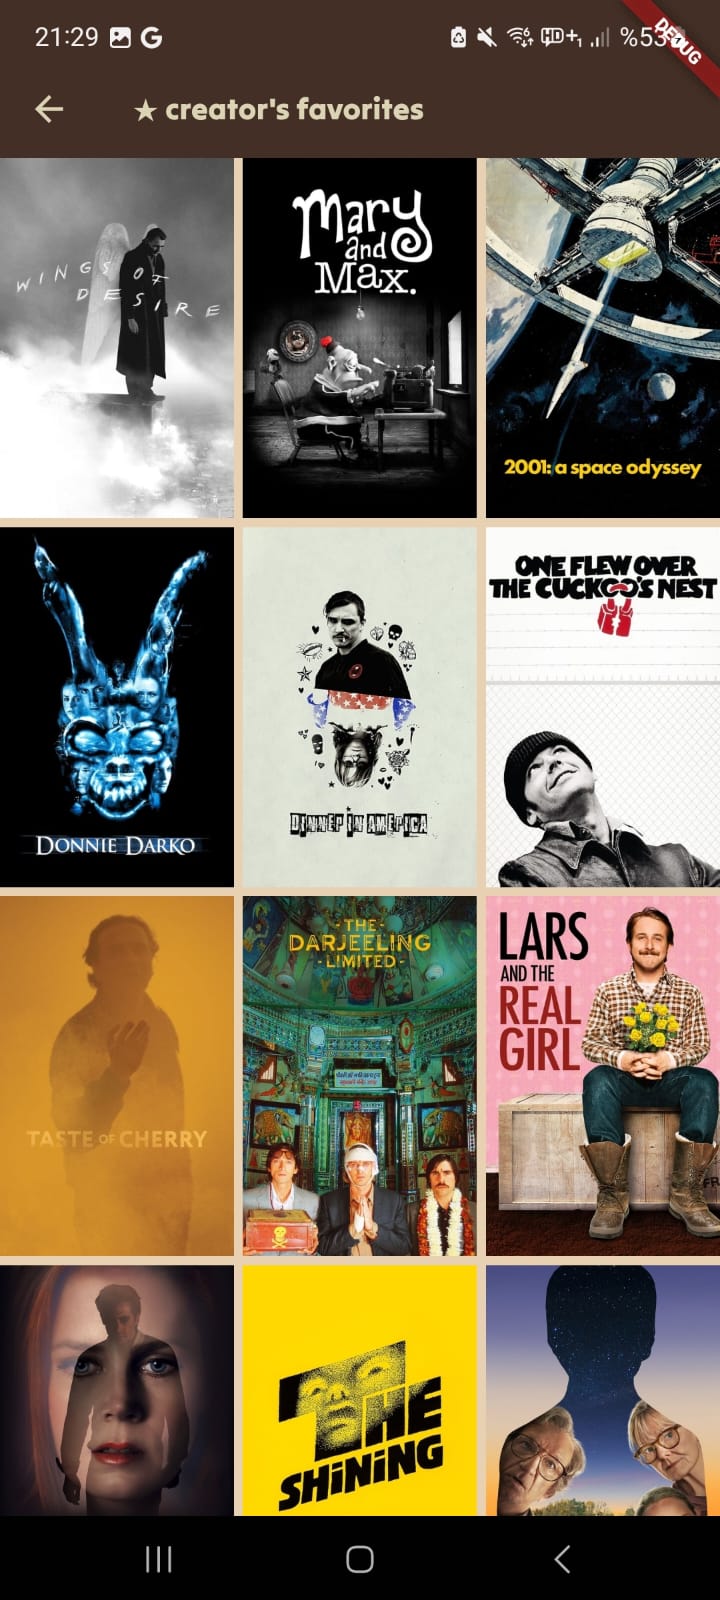 21:29
HD+
%53
DEBUG
★ creator's favorites
WINGS OF
DESIRE
Mary
and
Max.
2001: a space odyssey
DONNIE DARKO
DINNER IN AMERICA
ONE FLEW OVER
THE CUCKOO'S NEST
TASTE OF CHERRY
-THE-
DARJEELING
-LIMITED-
LARS
AND THE
REAL
GIRL
FR
THE
SHiNiNG